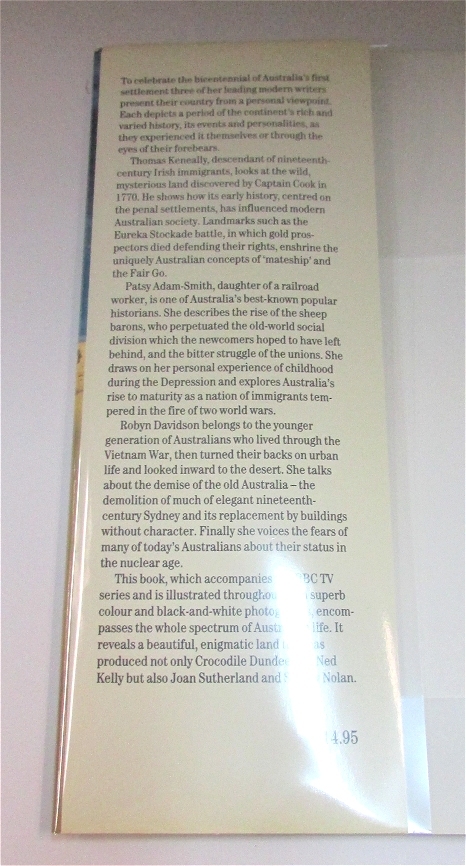 To celebrate the bicentennial of Australia's first
settlement three of her leading modern writers
present their country from a personal viewpoint.
Each depicts a period of the continent's rich and
varied history, its events and personalities, as
they experienced it themselves or through the
eyes of their forebears.
Thomas Keneally, descendant of nineteenth-
century Irish immigrants, looks at the wild,
mysterious land discovered by Captain Cook in
1770. He shows how its early history, centred on
the penal settlements, has influenced modern
Australian society. Landmarks such as the
Eureka Stockade battle, in which gold pros-
pectors died defending their rights, enshrine the
uniquely Australian concepts of 'mateship' and
the Fair Go.
Patsy Adam-Smith, daughter of a railroad
worker, is one of Australia's best-known popular
historians. She describes the rise of the sheep
barons, who perpetuated the old-world social
division which the newcomers hoped to have left
behind, and the bitter struggle of the unions. She
draws on her personal experience of childhood
during the Depression and explores Australia's
rise to maturity as a nation of immigrants tem-
pered in the fire of two world wars.
Robyn Davidson belongs to the younger
generation of Australians who lived through the
Vietnam War, then turned their backs on urban
life and looked inward to the desert. She talks
about the demise of the old Australia – the
demolition of much of elegant nineteenth-
century Sydney and its replacement by buildings
without character. Finally she voices the fears of
many of today's Australians about their status in
the nuclear age.
This book, which accompanies TV
series and is illustrated superb
colour and black-and-white encom-
passes the whole spectrum of life. It
reveals a beautiful, enigmatic land
produced not only Crocodile Ned
Kelly but also Joan Sutherland and Nolan.
4.95